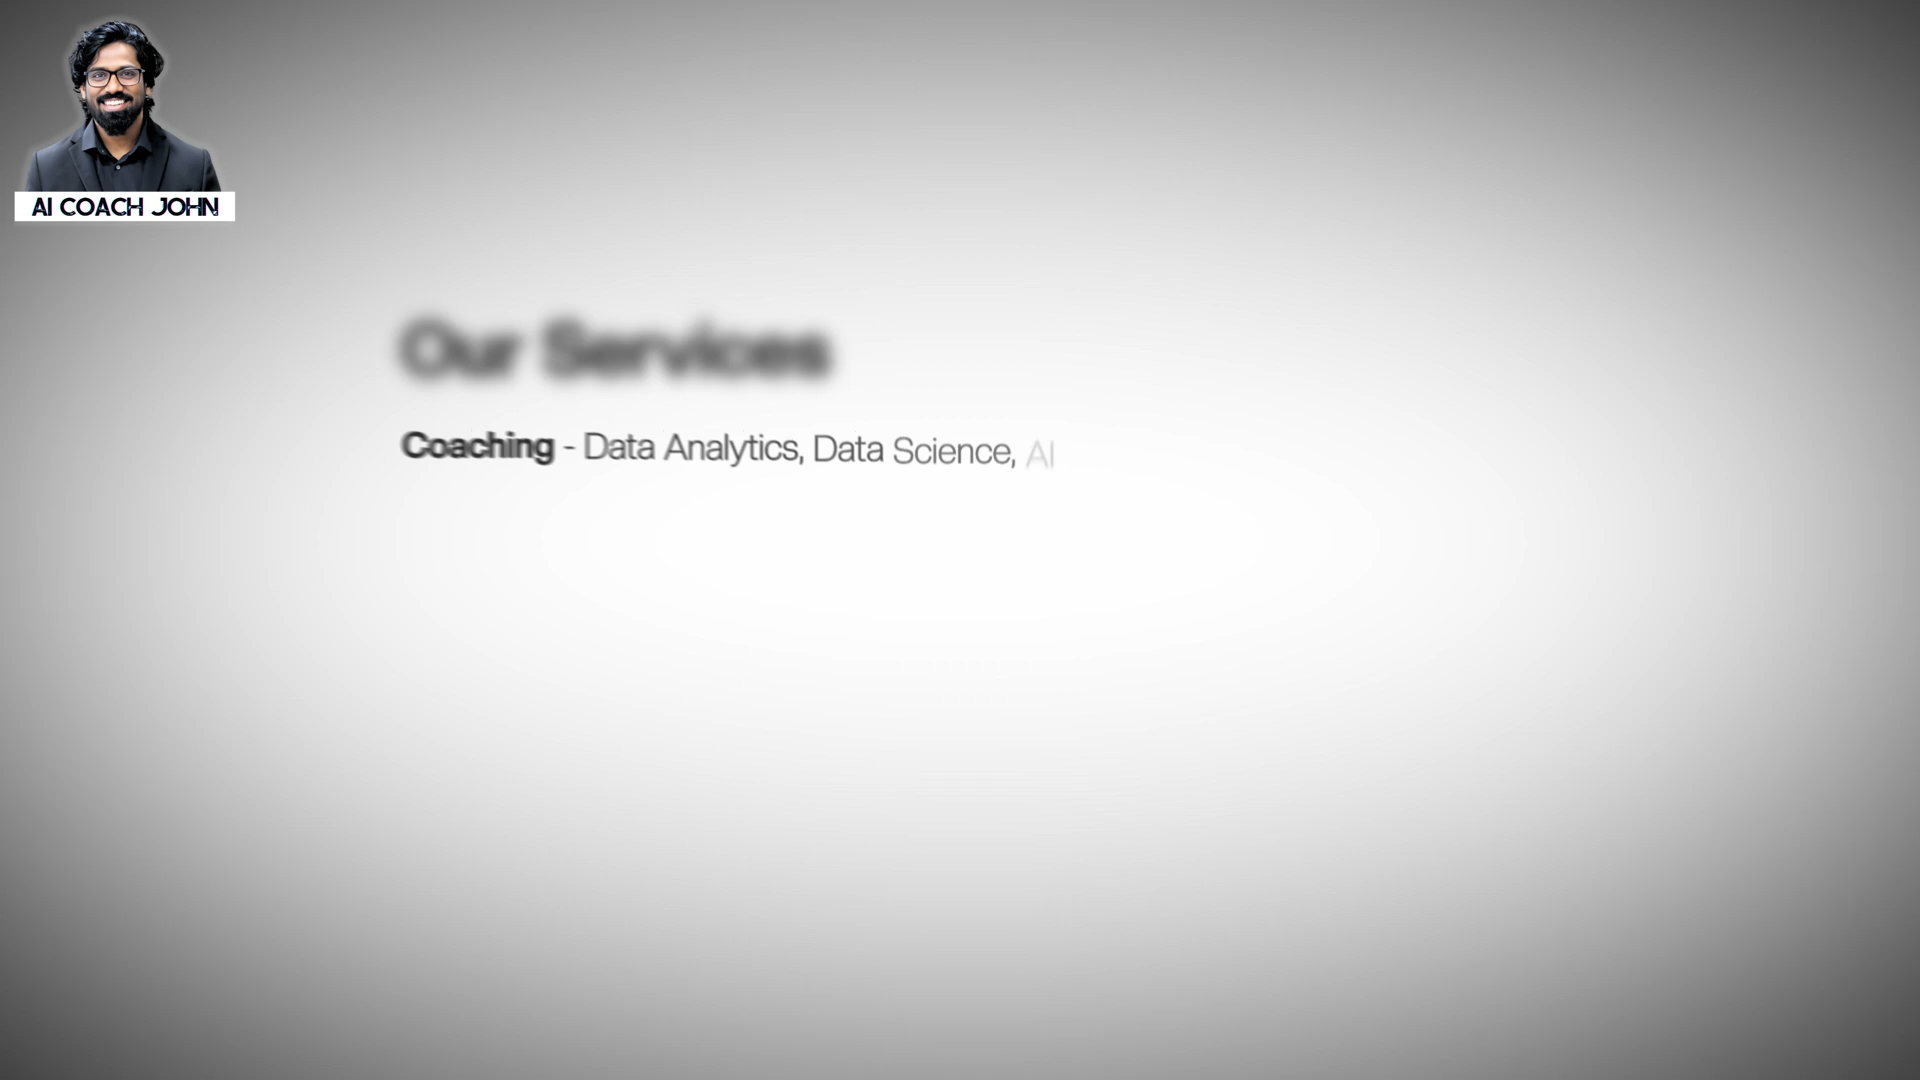 AI COACH JOHN
Our Services
Coaching - Data Analytics, Data Science, AI